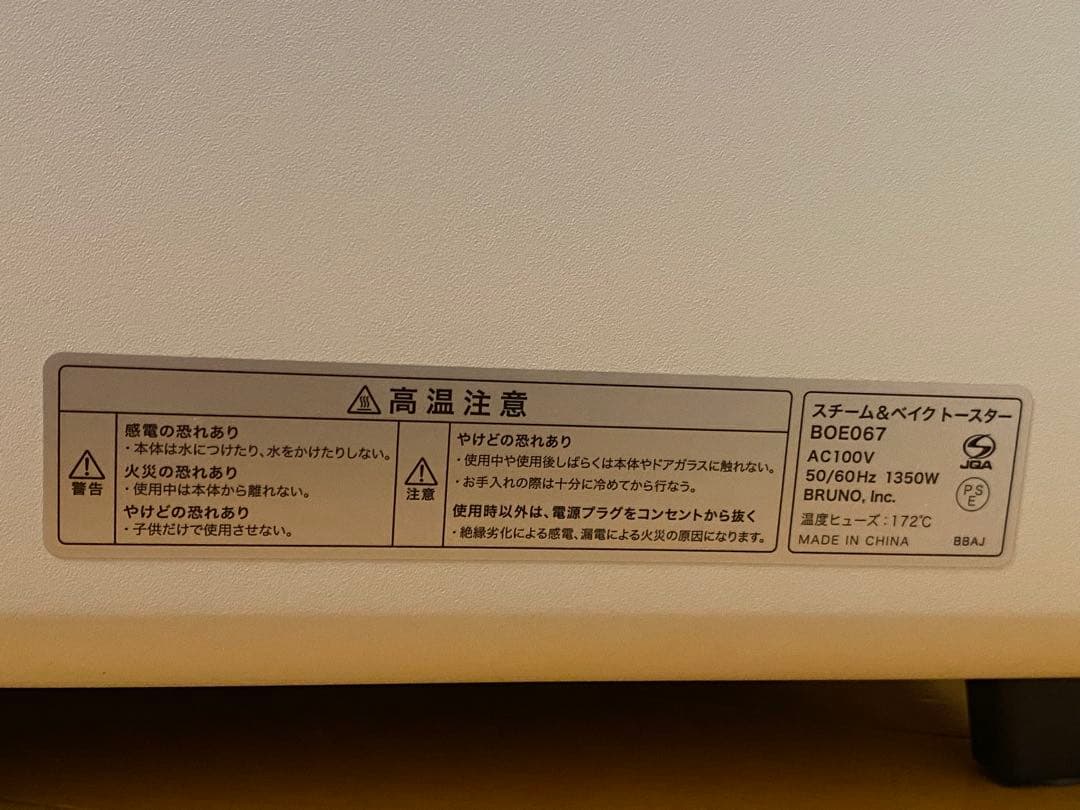 高温注意
警告
感電の恐れあり
・本体は水につけたり、水をかけたりしない。
火災の恐れあり
・使用中は本体から離れない。
やけどの恐れあり
・子供だけで使用させない。
注意
やけどの恐れあり
・使用中や使用後しばらくは本体やドアガラスに触れない。
・お手入れの際は十分に冷めてから行なう。
使用時以外は、電源プラグをコンセントから抜く
・絶縁劣化による感電、漏電による火災の原因になります。
スチーム&ベイクトースター
BOE067
AC100V
50/60Hz 1350W
BRUNO, Inc.
温度ヒューズ：172℃
MADE IN CHINA
BBAJ
JQA
PSE